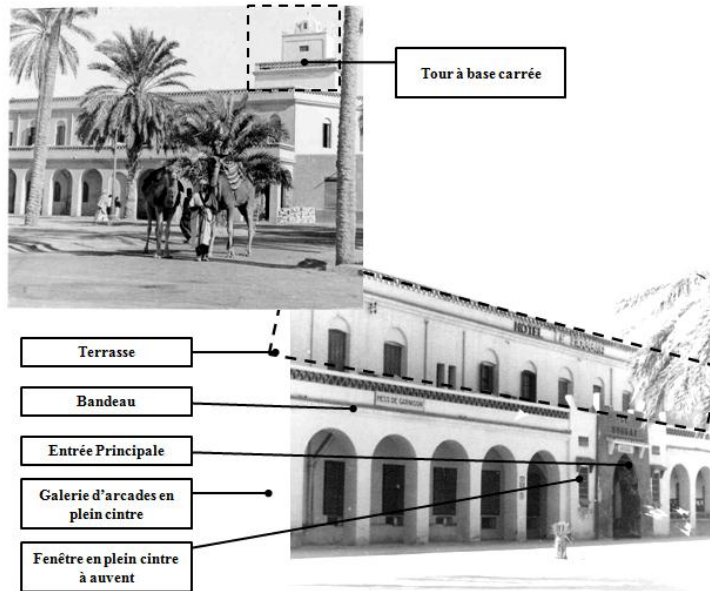 Tour à base carrée
HOTEL
Terrasse
Bandeau
MESS DE GARNISON
Entrée Principale
Galerie d'arcades en
plein cintre
Fenêtre en plein cintre
à auvent